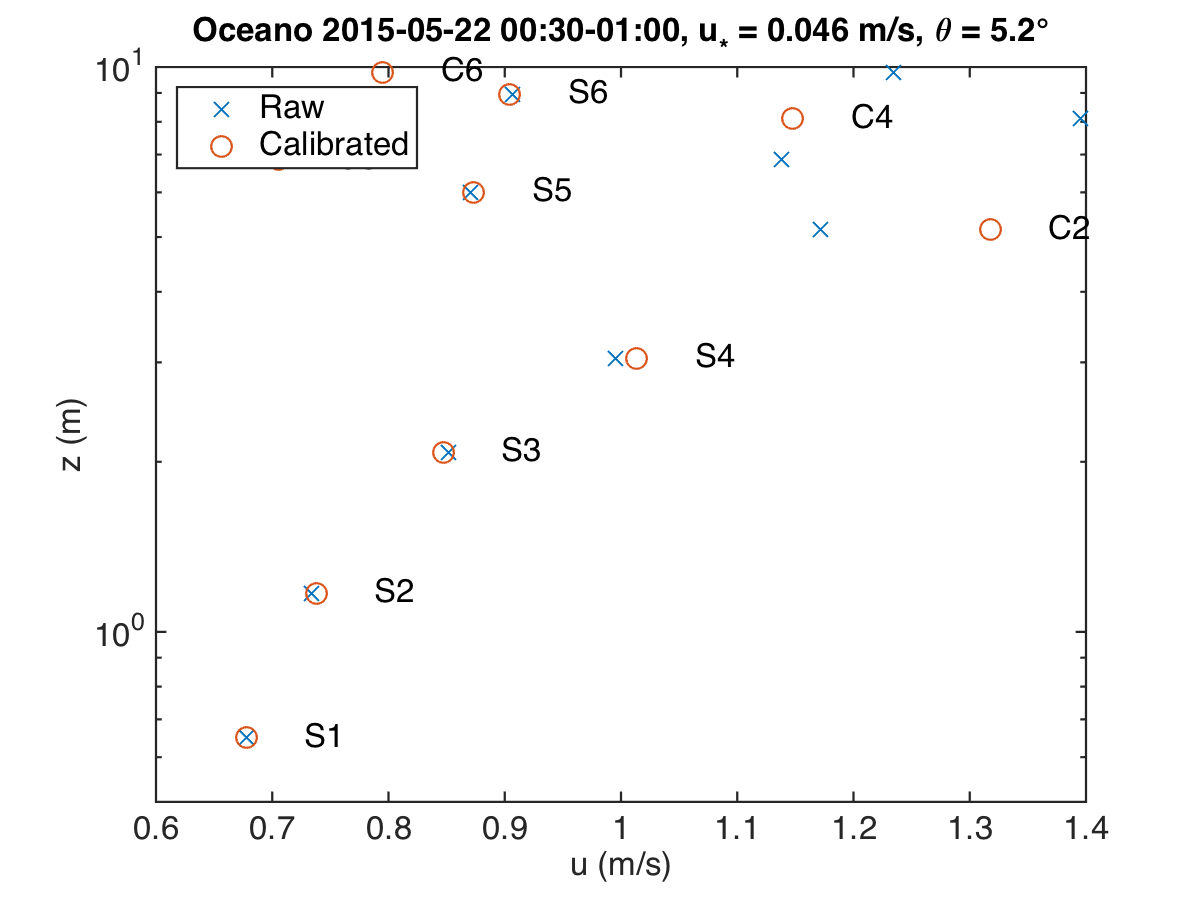 Oceano 2015-05-22 00:30-01:00, u* = 0.046 m/s, θ = 5.2°
10^1
C6
S6
Raw
C4
Calibrated
S5
C2
S4
z (m)
S3
S2
10^0
S1
0.6 0.7 0.8 0.9 1 1.1 1.2 1.3 1.4
u (m/s)